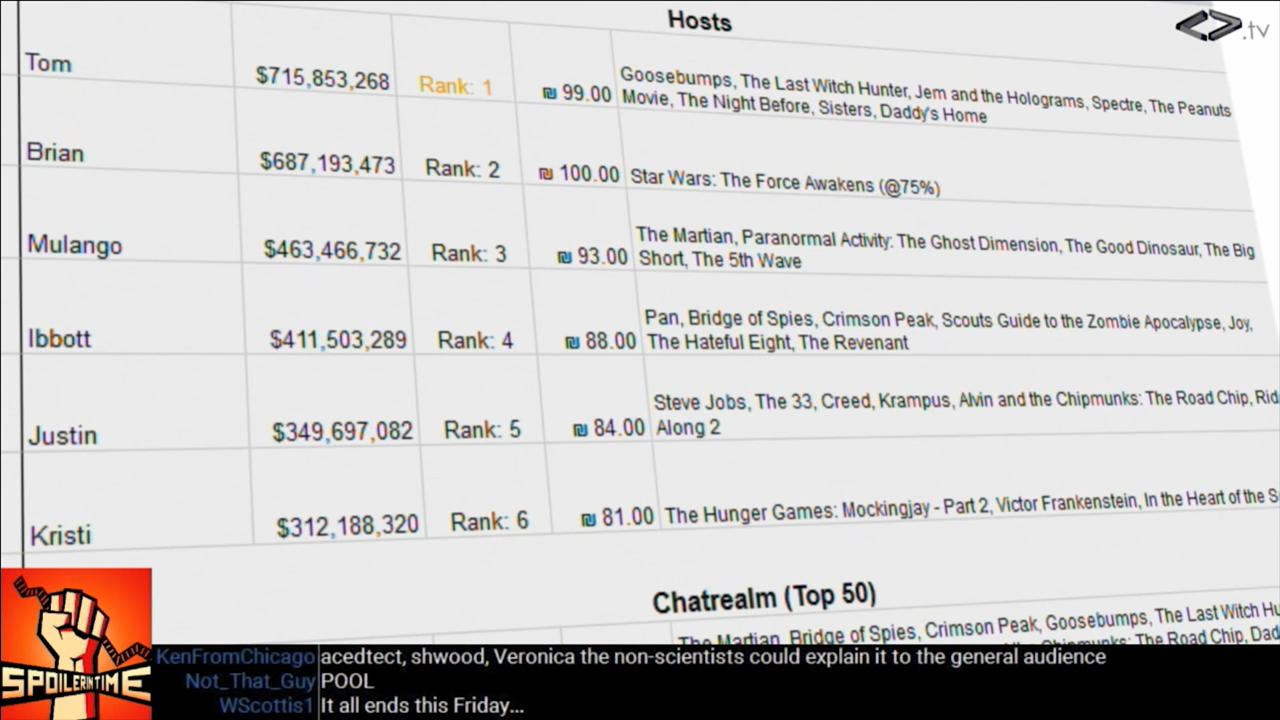 Hosts
.tv
Tom $715,853,268 Rank: 1 ₪ 99.00 Goosebumps, The Last Witch Hunter, Jem and the Holograms, Spectre, The Peanuts
Movie, The Night Before, Sisters, Daddy's Home
Brian $687,193,473 Rank: 2 ₪ 100.00 Star Wars: The Force Awakens (@75%)
Mulango $463,466,732 Rank: 3 ₪ 93.00 The Martian, Paranormal Activity: The Ghost Dimension, The Good Dinosaur, The Big
Short, The 5th Wave
Ibbott $411,503,289 Rank: 4 ₪ 88.00 Pan, Bridge of Spies, Crimson Peak, Scouts Guide to the Zombie Apocalypse, Joy,
The Hateful Eight, The Revenant
Justin $349,697,082 Rank: 5 ₪ 84.00 Steve Jobs, The 33, Creed, Krampus, Alvin and the Chipmunks: The Road Chip, Rid
Along 2
Kristi $312,188,320 Rank: 6 ₪ 81.00 The Hunger Games: Mockingjay - Part 2, Victor Frankenstein, In the Heart of the S
Chatrealm (Top 50)
The Martian, Bridge of Spies, Crimson Peak, Goosebumps, The Last Witch Hu
Chipmunks: The Road Chip, Dad
SPOILERIN TIME
KenFromChicago acedtect, shwood, Veronica the non-scientists could explain it to the general audience
Not_That_Guy POOL
WScottis1 It all ends this Friday...